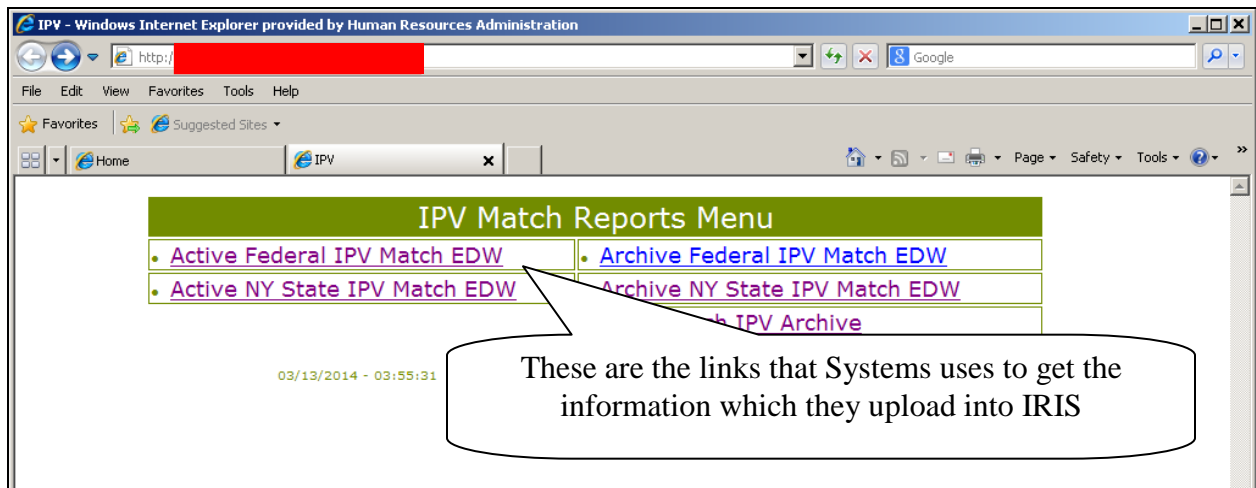 IPV - Windows Internet Explorer provided by Human Resources Administration
http:/
Google
File Edit View Favorites Tools Help
Favorites Suggested Sites
Home IPV Page Safety Tools
IPV Match Reports Menu
• Active Federal IPV Match EDW • Archive Federal IPV Match EDW
• Active NY State IPV Match EDW • Archive NY State IPV Match EDW
IPV Archive
03/13/2014 - 03:55:31
These are the links that Systems uses to get the
information which they upload into IRIS